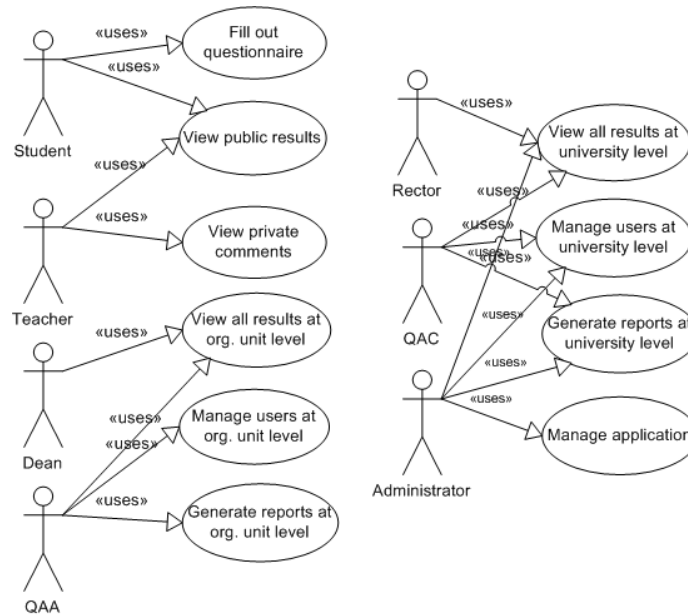 «uses»
Fill out
questionnaire
«uses»
View public results
Student
«uses»
«uses»
View private
comments
Teacher
«uses»
View all results at
org. unit level
Dean
«uses»
«uses»
Manage users at
org. unit level
«uses»
Generate reports at
org. unit level
QAA
«uses»
View all results at
university level
Rector
«uses»
«uses»
Manage users at
university level
«uses»
«uses»
QAC
«uses»
Generate reports at
university level
«uses»
«uses»
Manage application
Administrator